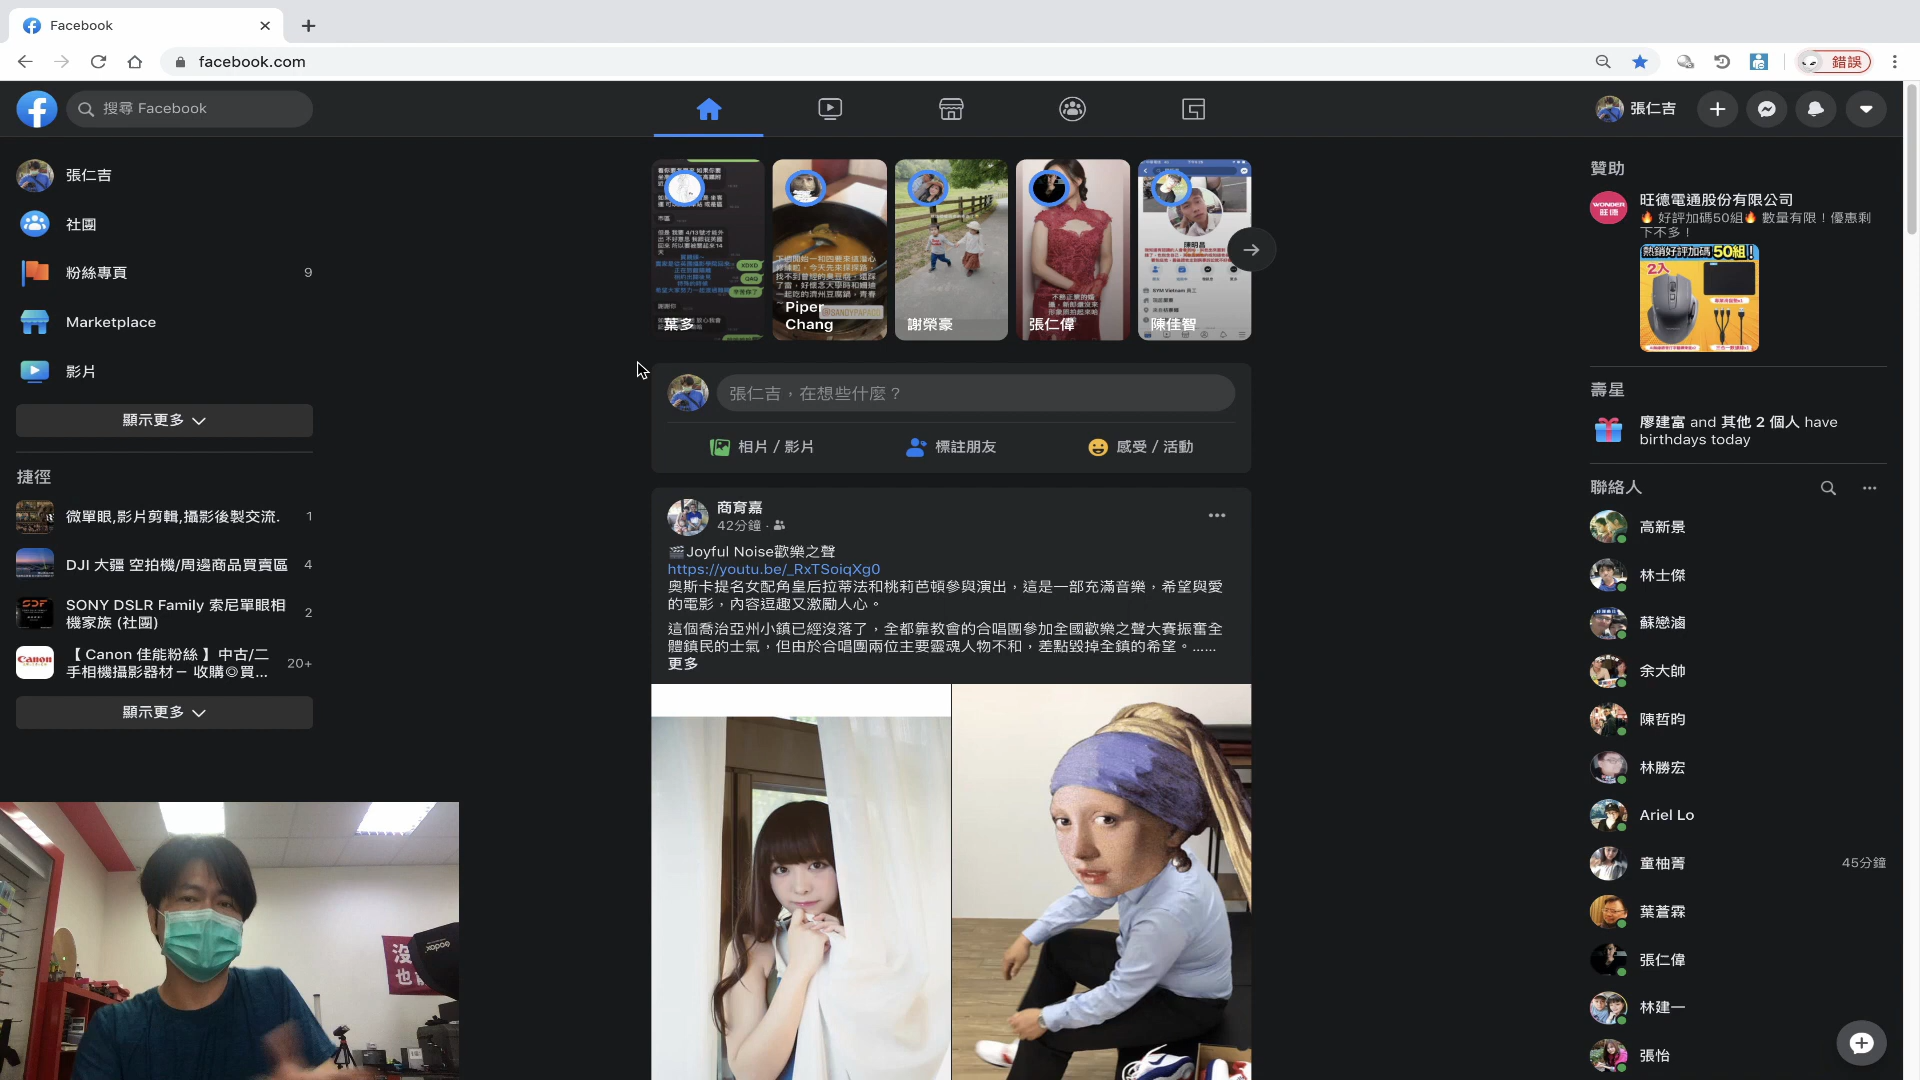 Facebook
facebook.com
錯誤
搜尋 Facebook
張仁吉
張仁吉
社團
粉絲專頁
9
Marketplace
影片
顯示更多
捷徑
微單眼,影片剪輯,攝影後製交流.
1
DJI 大疆 空拍機/周邊商品買賣區
4
SONY DSLR Family 索尼單眼相
機家族 (社團)
2
【 Canon 佳能粉絲 】中古/二
手相機攝影器材－ 收購◎買...
20+
顯示更多
葉多
Piper
Chang
謝榮豪
張仁偉
陳佳智
張仁吉，在想些什麼？
相片 / 影片
標註朋友
感受 / 活動
商育嘉
42分鐘 ·
🎬Joyful Noise歡樂之聲
https://youtu.be/_RxTSoiqXg0
奧斯卡提名女配角皇后拉蒂法和桃莉芭頓參與演出，這是一部充滿音樂，希望與愛
的電影，內容逗趣又激勵人心。
這個喬治亞州小鎮已經沒落了，全都靠教會的合唱團參加全國歡樂之聲大賽振奮全
體鎮民的士氣，但由於合唱團兩位主要靈魂人物不和，差點毀掉全鎮的希望。......
更多
贊助
WONDER
旺德
旺德電通股份有限公司
🔥 好評加碼50組🔥 數量有限！優惠剩
下不多！
熱銷好評加碼 50組!
2入
壽星
廖建富 and 其他 2 個人 have
birthdays today
聯絡人
高新景
林士傑
蘇戀滷
余大帥
陳哲昀
林勝宏
Ariel Lo
童柚菁
45分鐘
葉蒼霖
張仁偉
林建一
張怡